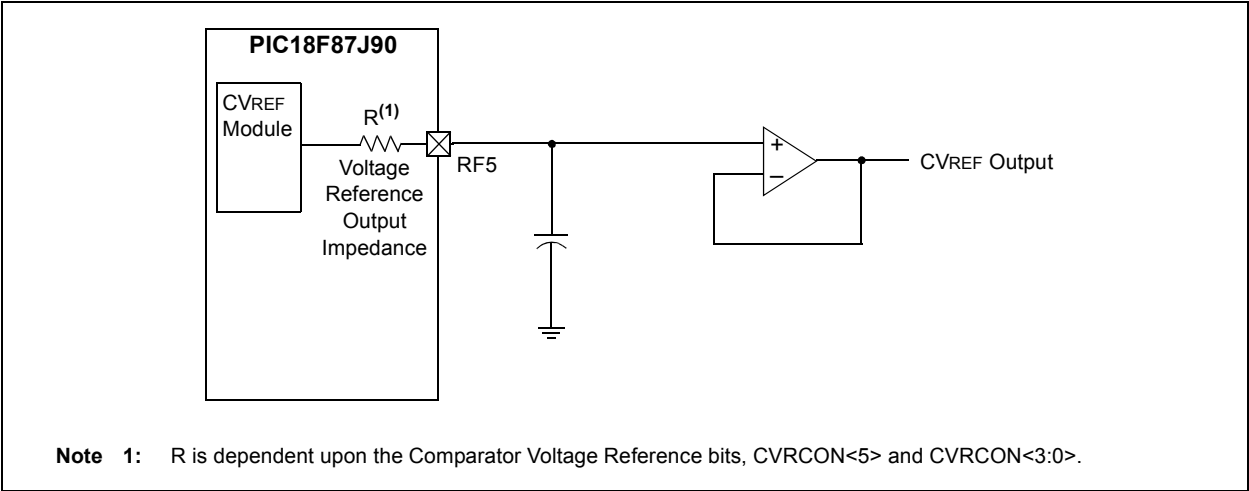 PIC18F87J90
CVREF
Module
R(1)
Voltage
Reference
Output
Impedance
RF5
+
–
CVREF Output
Note 1: R is dependent upon the Comparator Voltage Reference bits, CVRCON<5> and CVRCON<3:0>.